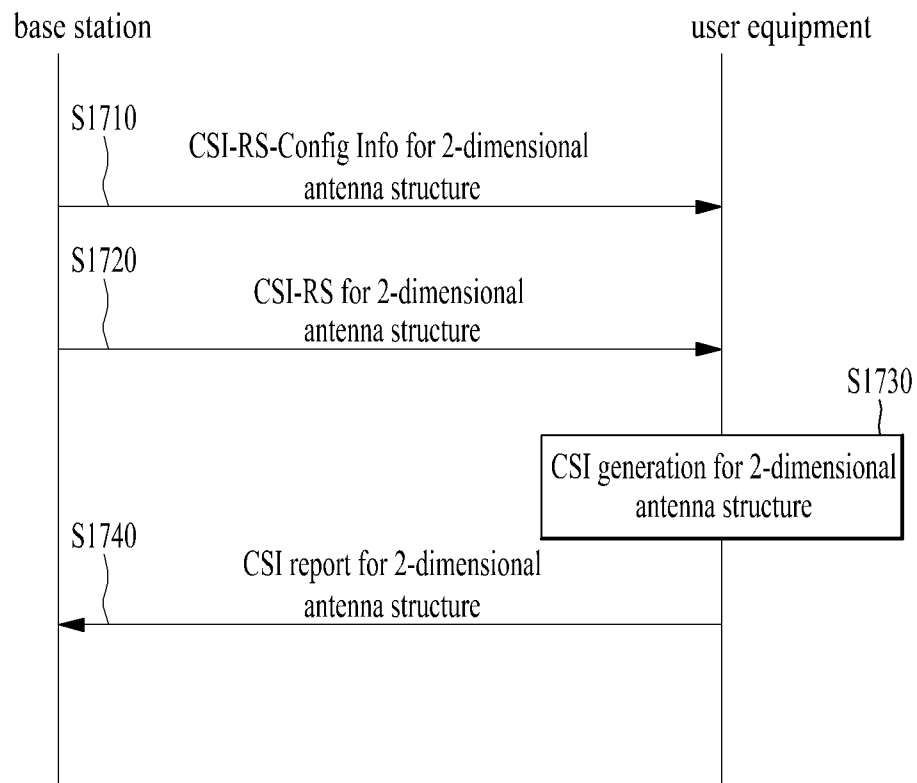 base station
user equipment
S1710
CSI-RS-Config Info for 2-dimensional
antenna structure
S1720
CSI-RS for 2-dimensional
antenna structure
S1730
CSI generation for 2-dimensional
antenna structure
S1740
CSI report for 2-dimensional
antenna structure